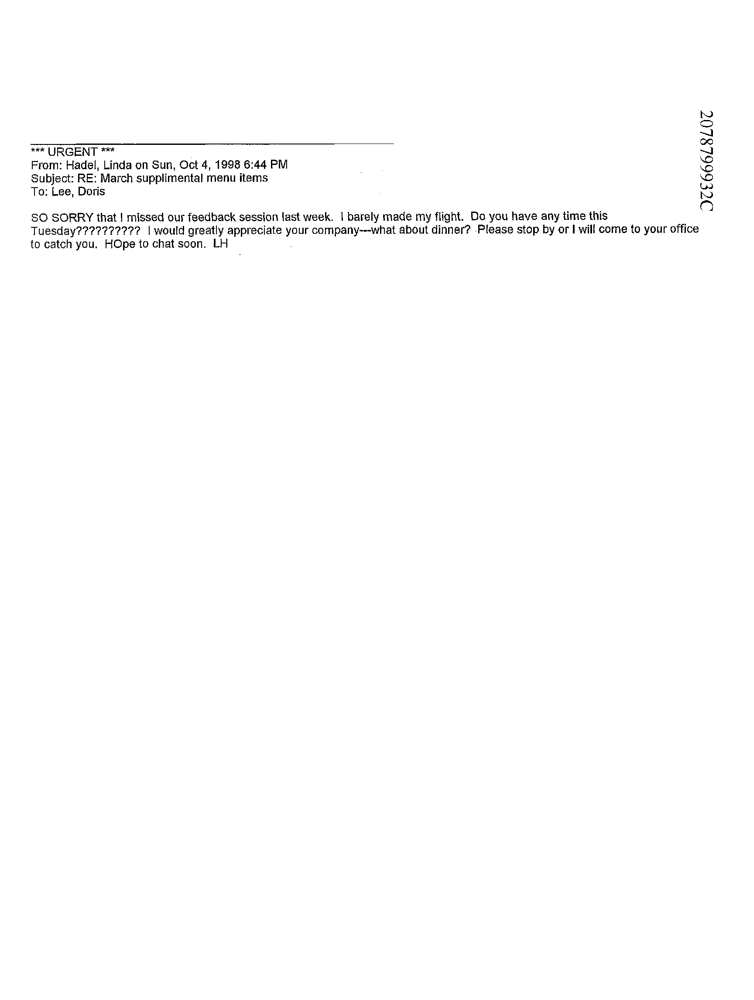 *** URGENT ***
From: Hadel, Linda on Sun, Oct 4, 1998 6:44 PM
Subject: RE: March supplimental menu items
To: Lee, Doris
SO SORRY that I missed our feedback session last week.  I barely made my flight.  Do you have any time this
Tuesday??????????  I would greatly appreciate your company---what about dinner?  Please stop by or I will come to your office
to catch you.  HOpe to chat soon.  LH
2078799932C